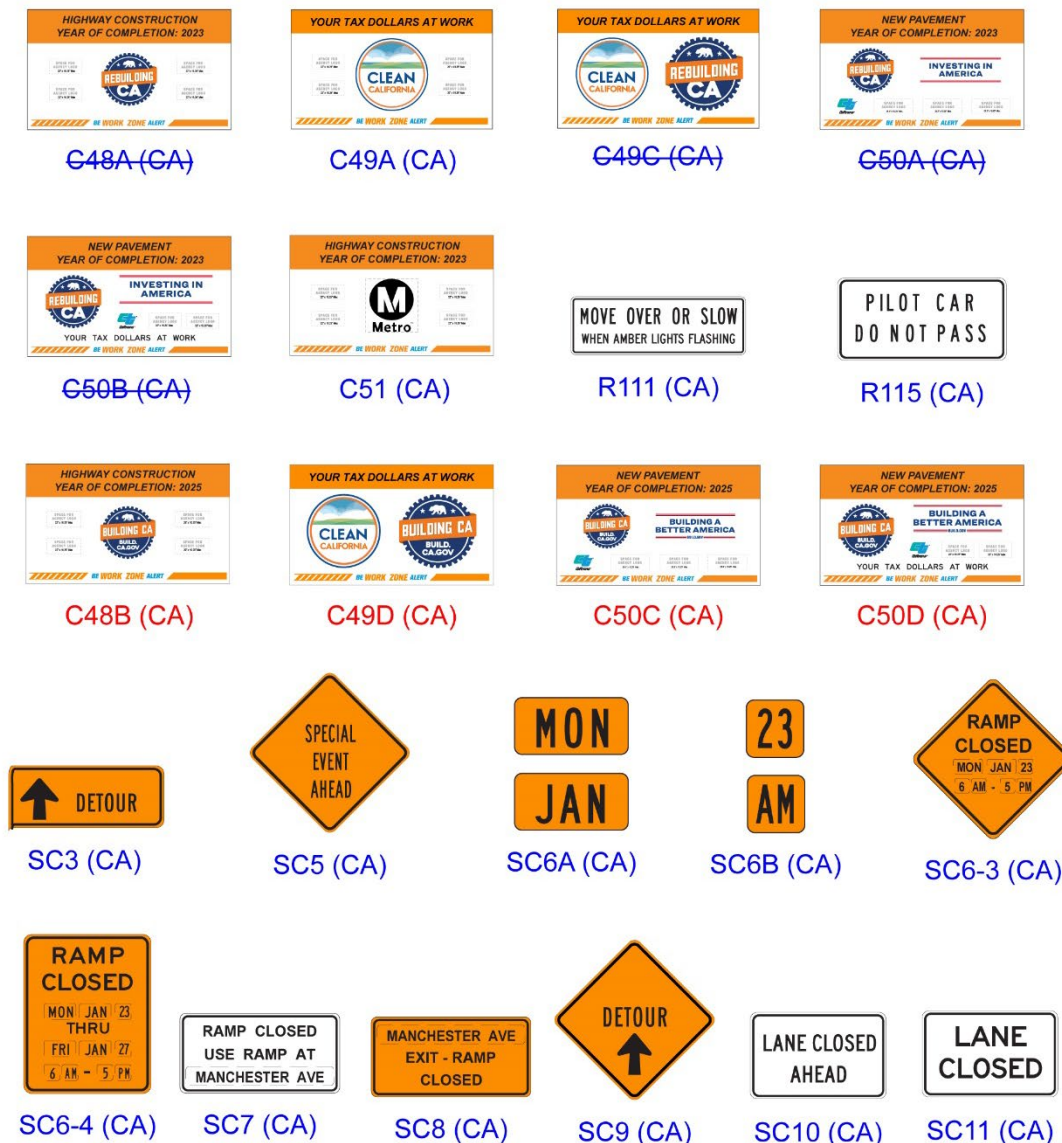 HIGHWAY CONSTRUCTION
YEAR OF COMPLETION: 2023
REBUILDING
CA
BE WORK ZONE ALERT
C48A (CA)
YOUR TAX DOLLARS AT WORK
CLEAN
CALIFORNIA
BE WORK ZONE ALERT
C49A (CA)
YOUR TAX DOLLARS AT WORK
CLEAN
CALIFORNIA
REBUILDING
CA
BE WORK ZONE ALERT
C49C (CA)
NEW PAVEMENT
YEAR OF COMPLETION: 2023
REBUILDING
CA
INVESTING IN
AMERICA
BE WORK ZONE ALERT
C50A (CA)
NEW PAVEMENT
YEAR OF COMPLETION: 2023
REBUILDING
CA
INVESTING IN
AMERICA
YOUR TAX DOLLARS AT WORK
BE WORK ZONE ALERT
C50B (CA)
HIGHWAY CONSTRUCTION
YEAR OF COMPLETION: 2023
M
Metro
BE WORK ZONE ALERT
C51 (CA)
MOVE OVER OR SLOW
WHEN AMBER LIGHTS FLASHING
R111 (CA)
PILOT CAR
DO NOT PASS
R115 (CA)
HIGHWAY CONSTRUCTION
YEAR OF COMPLETION: 2025
BUILDING CA
BUILD.
CA.GOV
BE WORK ZONE ALERT
C48B (CA)
YOUR TAX DOLLARS AT WORK
CLEAN
CALIFORNIA
BUILDING CA
BUILD.
CA.GOV
BE WORK ZONE ALERT
C49D (CA)
NEW PAVEMENT
YEAR OF COMPLETION: 2025
BUILDING CA
BUILD.
CA.GOV
BUILDING A
BETTER AMERICA
BE WORK ZONE ALERT
C50C (CA)
NEW PAVEMENT
YEAR OF COMPLETION: 2025
BUILDING CA
BUILD.
CA.GOV
BUILDING A
BETTER AMERICA
YOUR TAX DOLLARS AT WORK
BE WORK ZONE ALERT
C50D (CA)
DETOUR
SC3 (CA)
SPECIAL
EVENT
AHEAD
SC5 (CA)
MON
JAN
SC6A (CA)
23
AM
SC6B (CA)
RAMP
CLOSED
MON JAN 23
6 AM - 5 PM
SC6-3 (CA)
RAMP
CLOSED
MON JAN 23
THRU
FRI JAN 27
6 AM - 5 PM
SC6-4 (CA)
RAMP CLOSED
USE RAMP AT
MANCHESTER AVE
SC7 (CA)
MANCHESTER AVE
EXIT - RAMP
CLOSED
SC8 (CA)
DETOUR
SC9 (CA)
LANE CLOSED
AHEAD
SC10 (CA)
LANE
CLOSED
SC11 (CA)